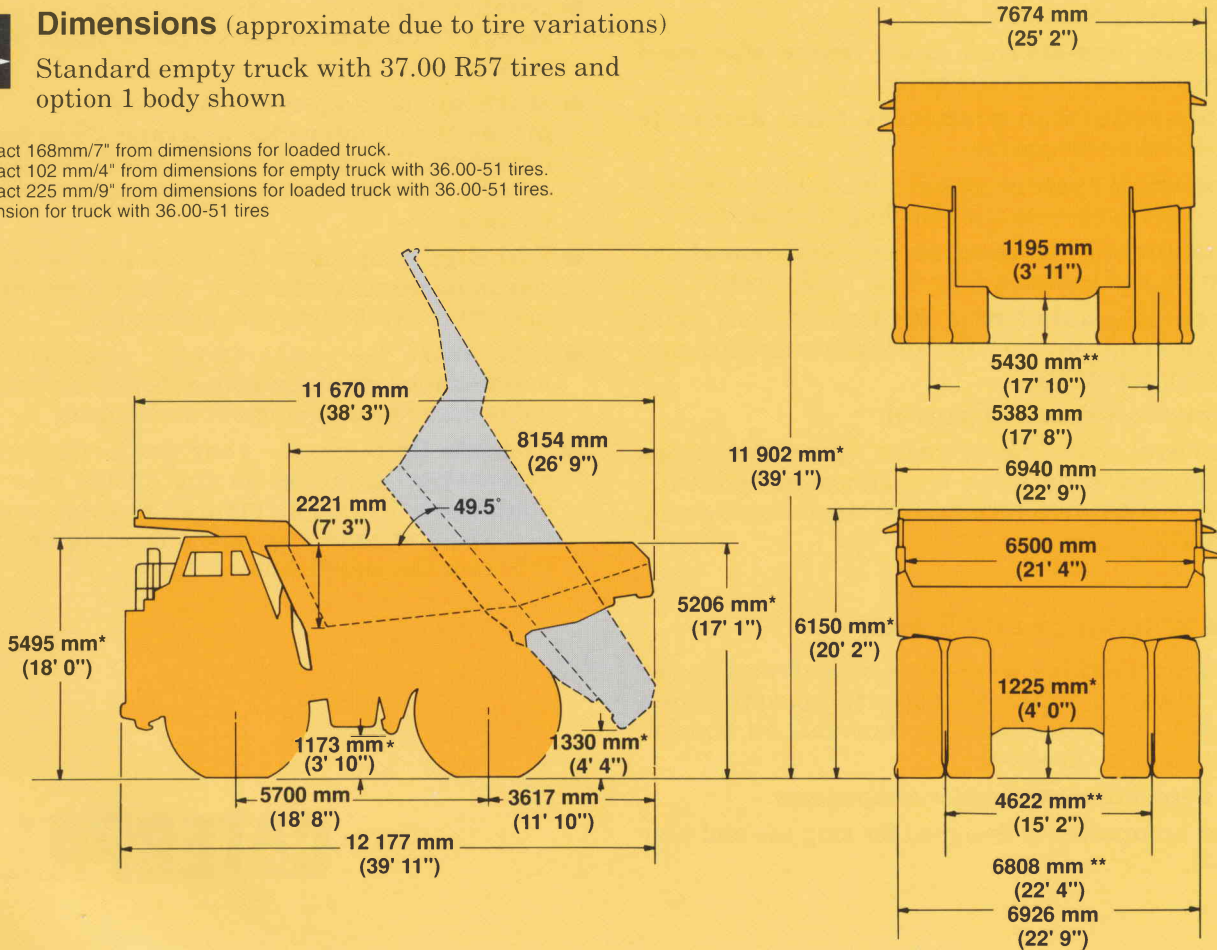 Dimensions (approximate due to tire variations)
Standard empty truck with 37.00 R57 tires and
option 1 body shown
168mm/7" from dimensions for loaded truck.
102 mm/4" from dimensions for empty truck with 36.00-51 tires.
225 mm/9" from dimensions for loaded truck with 36.00-51 tires.
for truck with 36.00-51 tires
7674 mm
(25' 2")
1195 mm
(3' 11")
5430 mm**
(17' 10")
5383 mm
(17' 8")
11 670 mm
(38' 3")
8154 mm
(26' 9")
11 902 mm*
(39' 1")
2221 mm
(7' 3")
49.5°
5495 mm*
(18' 0")
5206 mm*
(17' 1")
1173 mm*
(3' 10")
1330 mm*
(4' 4")
5700 mm
(18' 8")
3617 mm
(11' 10")
12 177 mm
(39' 11")
6940 mm
(22' 9")
6500 mm
(21' 4")
6150 mm*
(20' 2")
1225 mm*
(4' 0")
4622 mm**
(15' 2")
6808 mm **
(22' 4")
6926 mm
(22' 9")